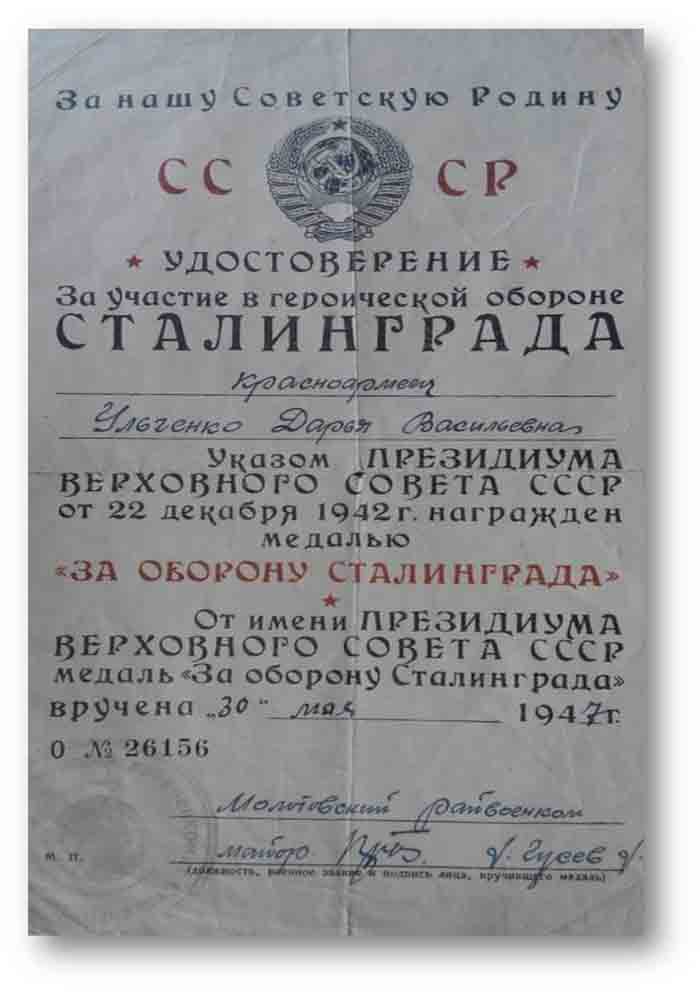 За нашу Советскую Родину
СС СР
УДОСТОВЕРЕНИЕ
За участие в героической обороне
СТАЛИНГРАДА
красноармеец
Ульченко Дарья Васильевна
Указом ПРЕЗИДИУМА
ВЕРХОВНОГО СОВЕТА СССР
от 22 декабря 1942 г. награжден
медалью
«ЗА ОБОРОНУ СТАЛИНГРАДА»
От имени ПРЕЗИДИУМА
ВЕРХОВНОГО СОВЕТА СССР
медаль «За оборону Сталинграда»
вручена „30“ мая 1947г.
О № 26156
Молотовский райвоенком
майор /Гусев/
М. П.
(должность, военное звание и подпись лица, вручившего медаль)